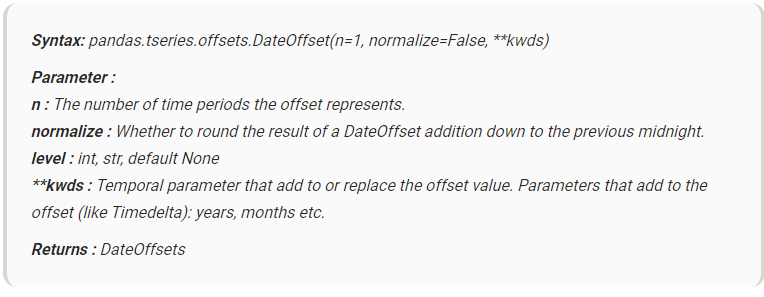 Syntax: pandas.tseries.offsets.DateOffset(n=1, normalize=False, **kwds)
Parameter :
n : The number of time periods the offset represents.
normalize : Whether to round the result of a DateOffset addition down to the previous midnight.
level : int, str, default None
**kwds : Temporal parameter that add to or replace the offset value. Parameters that add to the
offset (like Timedelta): years, months etc.
Returns : DateOffsets